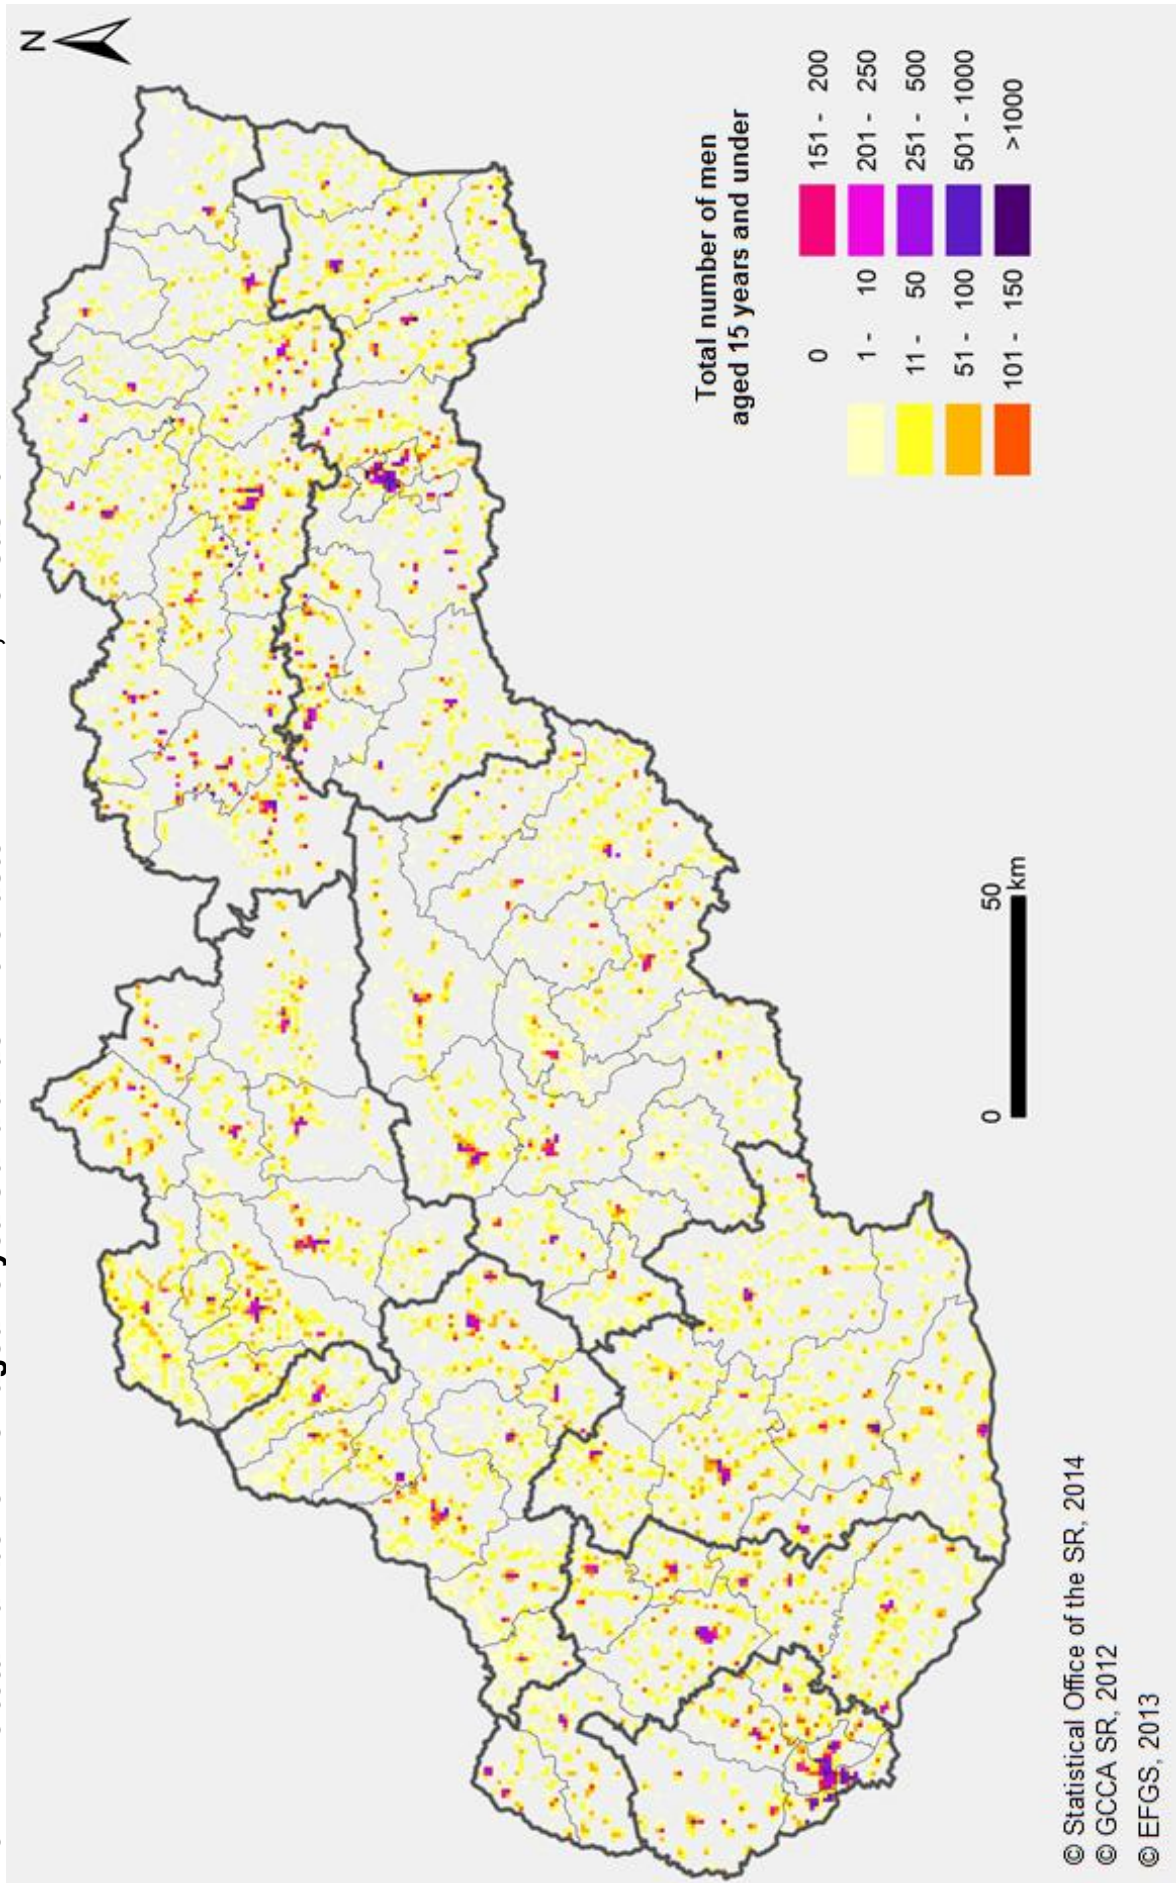 N
Total number of men
aged 15 years and under
0
1 - 10
11 - 50
51 - 100
101 - 150
151 - 200
201 - 250
251 - 500
501 - 1000
>1000
0 50
km
© Statistical Office of the SR, 2014
© GCCA SR, 2012
© EFGS, 2013